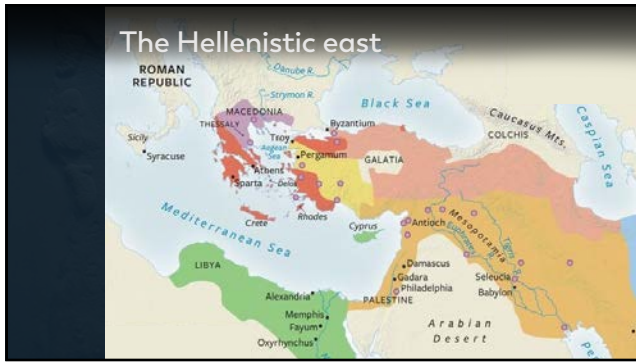 The Hellenistic east
ROMAN
REPUBLIC
Danube R.
Strymon R.
Black Sea
Caucasus Mts.
Caspian Sea
MACEDONIA
Byzantium
COLCHIS
THESSALY
Troy
Sicily
Aegean
Sea
Pergamum
GALATIA
Syracuse
Athens
Sparta
Delos
Mediterranean Sea
Crete
Rhodes
Cyprus
Antioch
Mesopotamia
Euphrates R.
Tigris R.
LIBYA
Damascus
Gadara
Philadelphia
Seleucia
Babylon
Alexandria
PALESTINE
Memphis
Fayum
Oxyrhynchus
Arabian
Desert